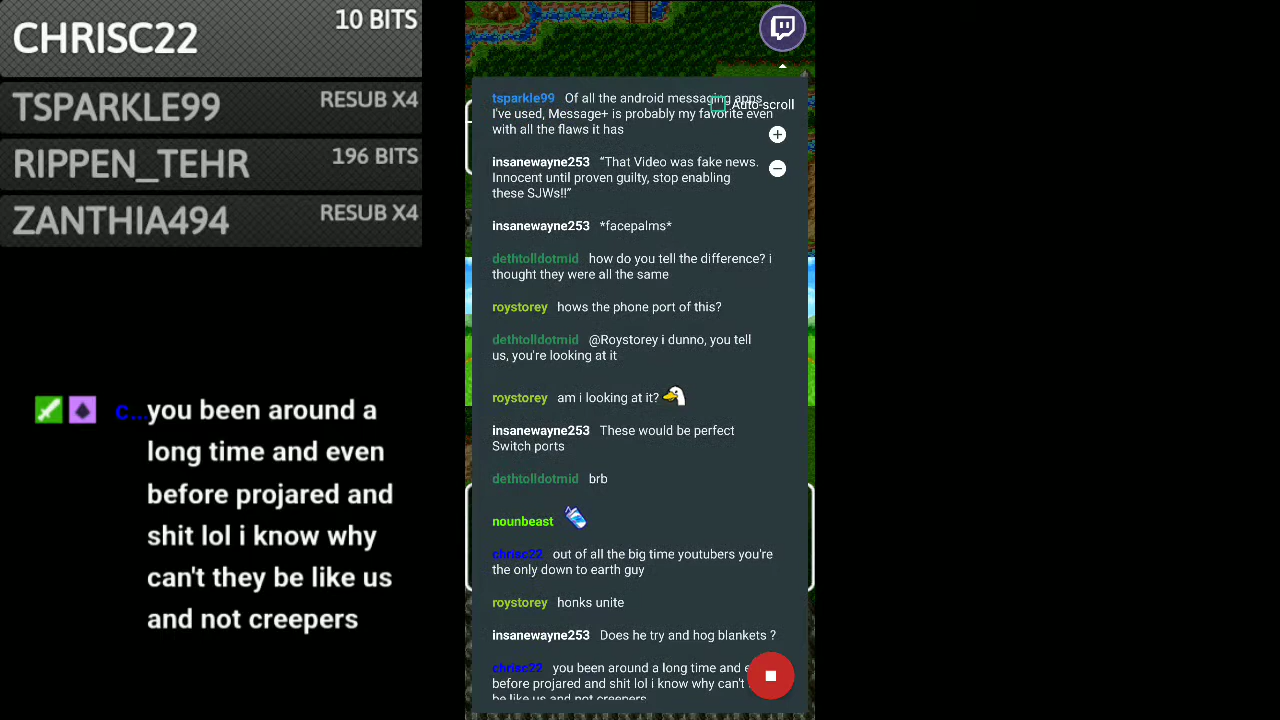 CHRISC22 10 BITS
TSPARKLE99 RESUB X4
RIPPEN_TEHR 196 BITS
ZANTHIA494 RESUB X4
c... you been around a
long time and even
before projared and
shit lol i know why
can't they be like us
and not creepers
tsparkle99 Of all the android messaging apps
Auto-scroll
I've used, Message+ is probably my favorite even
with all the flaws it has
insanewayne253 “That Video was fake news.
Innocent until proven guilty, stop enabling
these SJWs!!”
insanewayne253 *facepalms*
dethtolldotmid how do you tell the difference? i
thought they were all the same
roystorey hows the phone port of this?
dethtolldotmid @Roystorey i dunno, you tell
us, you're looking at it
roystorey am i looking at it?
insanewayne253 These would be perfect
Switch ports
dethtolldotmid brb
nounbeast
chrisc22 out of all the big time youtubers you're
the only down to earth guy
roystorey honks unite
insanewayne253 Does he try and hog blankets ?
chrisc22 you been around a long time and e
before projared and shit lol i know why can't
be like us and not creepers